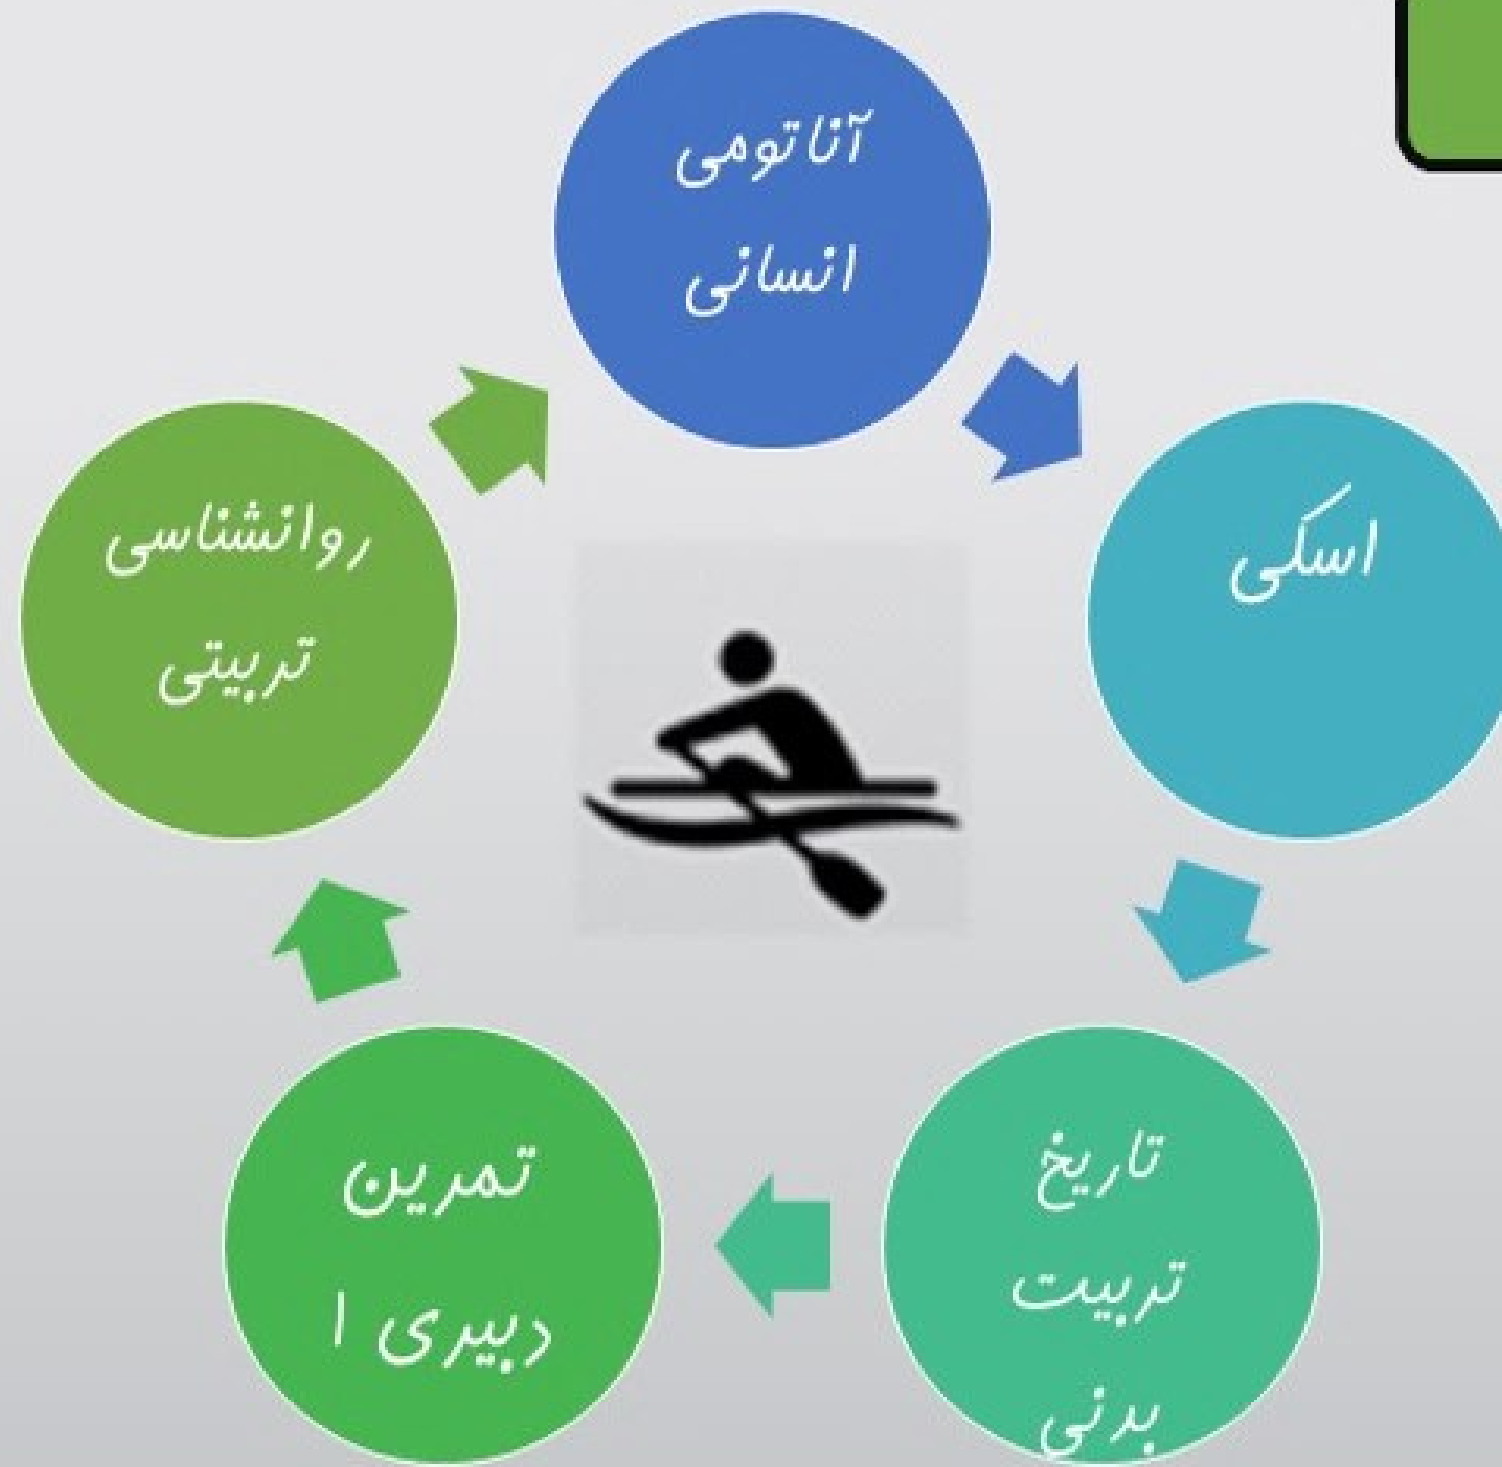 آناتومی
انسانی
اسکی
تاریخ
تربیت
بدنی
تمرین
دبیری ۱
روانشناسی
تربیتی